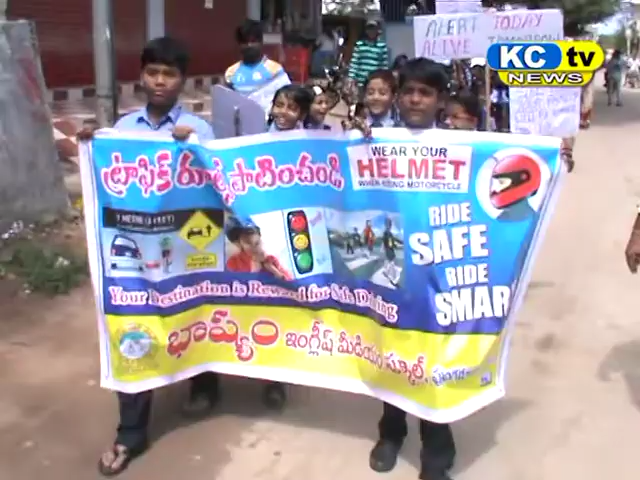 ALERT TODAY
ALIVE TOMORROW
KC tv
NEWS
ట్రాఫిక్ రూల్స్ పాటించండి
WEAR YOUR
HELMET
WHEN RIDING MOTORCYCLE
RIDE
SAFE
RIDE
SMAR
Your Destination is Reward for Safe Driving
భాష్యం ఇంగ్లీష్ మీడియం స్కూల్,